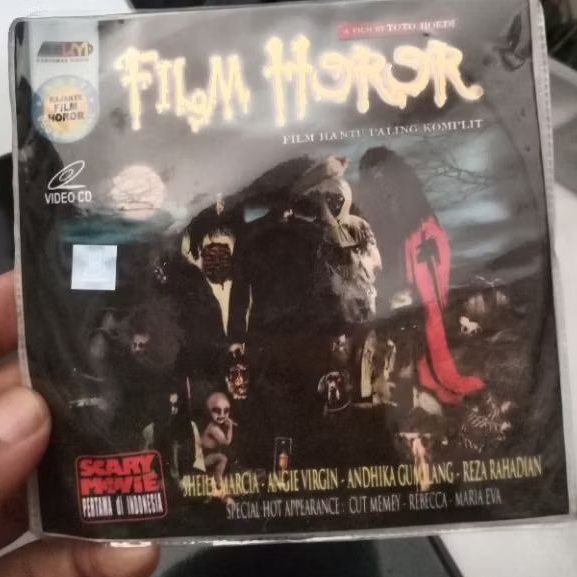 A FILM BY TOTO HOEDI
FILM HOROR
FILM HANTU PALING KOMPLIT
RAJANYA
FILM
HOROR
VIDEO CD
SCARY
MOVIE
PERTAMA di INDONESIA
SHEILA MARCIA - ANGIE VIRGIN - ANDHIKA GUMILANG - REZA RAHADIAN
SPECIAL HOT APPEARANCE : CUT MEMEY - REBECCA - MARIA EVA